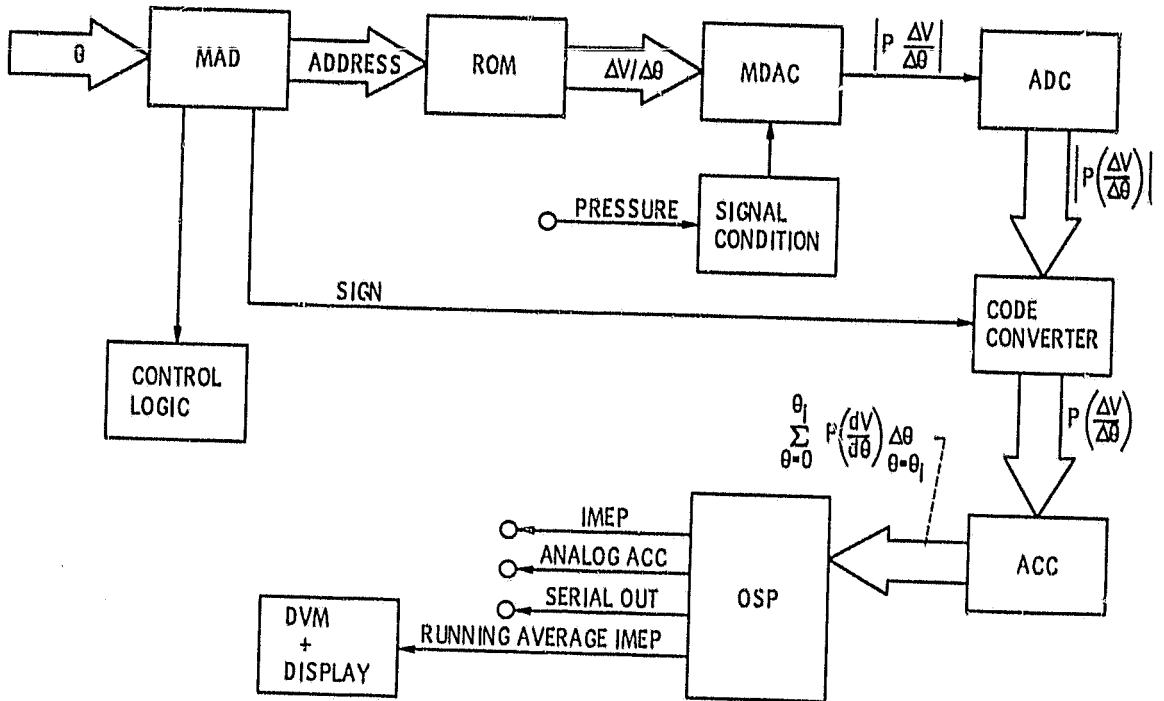 θ
MAD
ADDRESS
ROM
ΔV/Δθ
MDAC
|P ΔV/Δθ|
ADC
|P(ΔV/Δθ)|
PRESSURE
SIGNAL
CONDITION
SIGN
CODE
CONVERTER
CONTROL
LOGIC
P(ΔV/Δθ)
θi
∑ P(dV/dθ) Δθ
θ=0 θ=θi
IMEP
ANALOG ACC
SERIAL OUT
RUNNING AVERAGE IMEP
OSP
ACC
DVM
+
DISPLAY